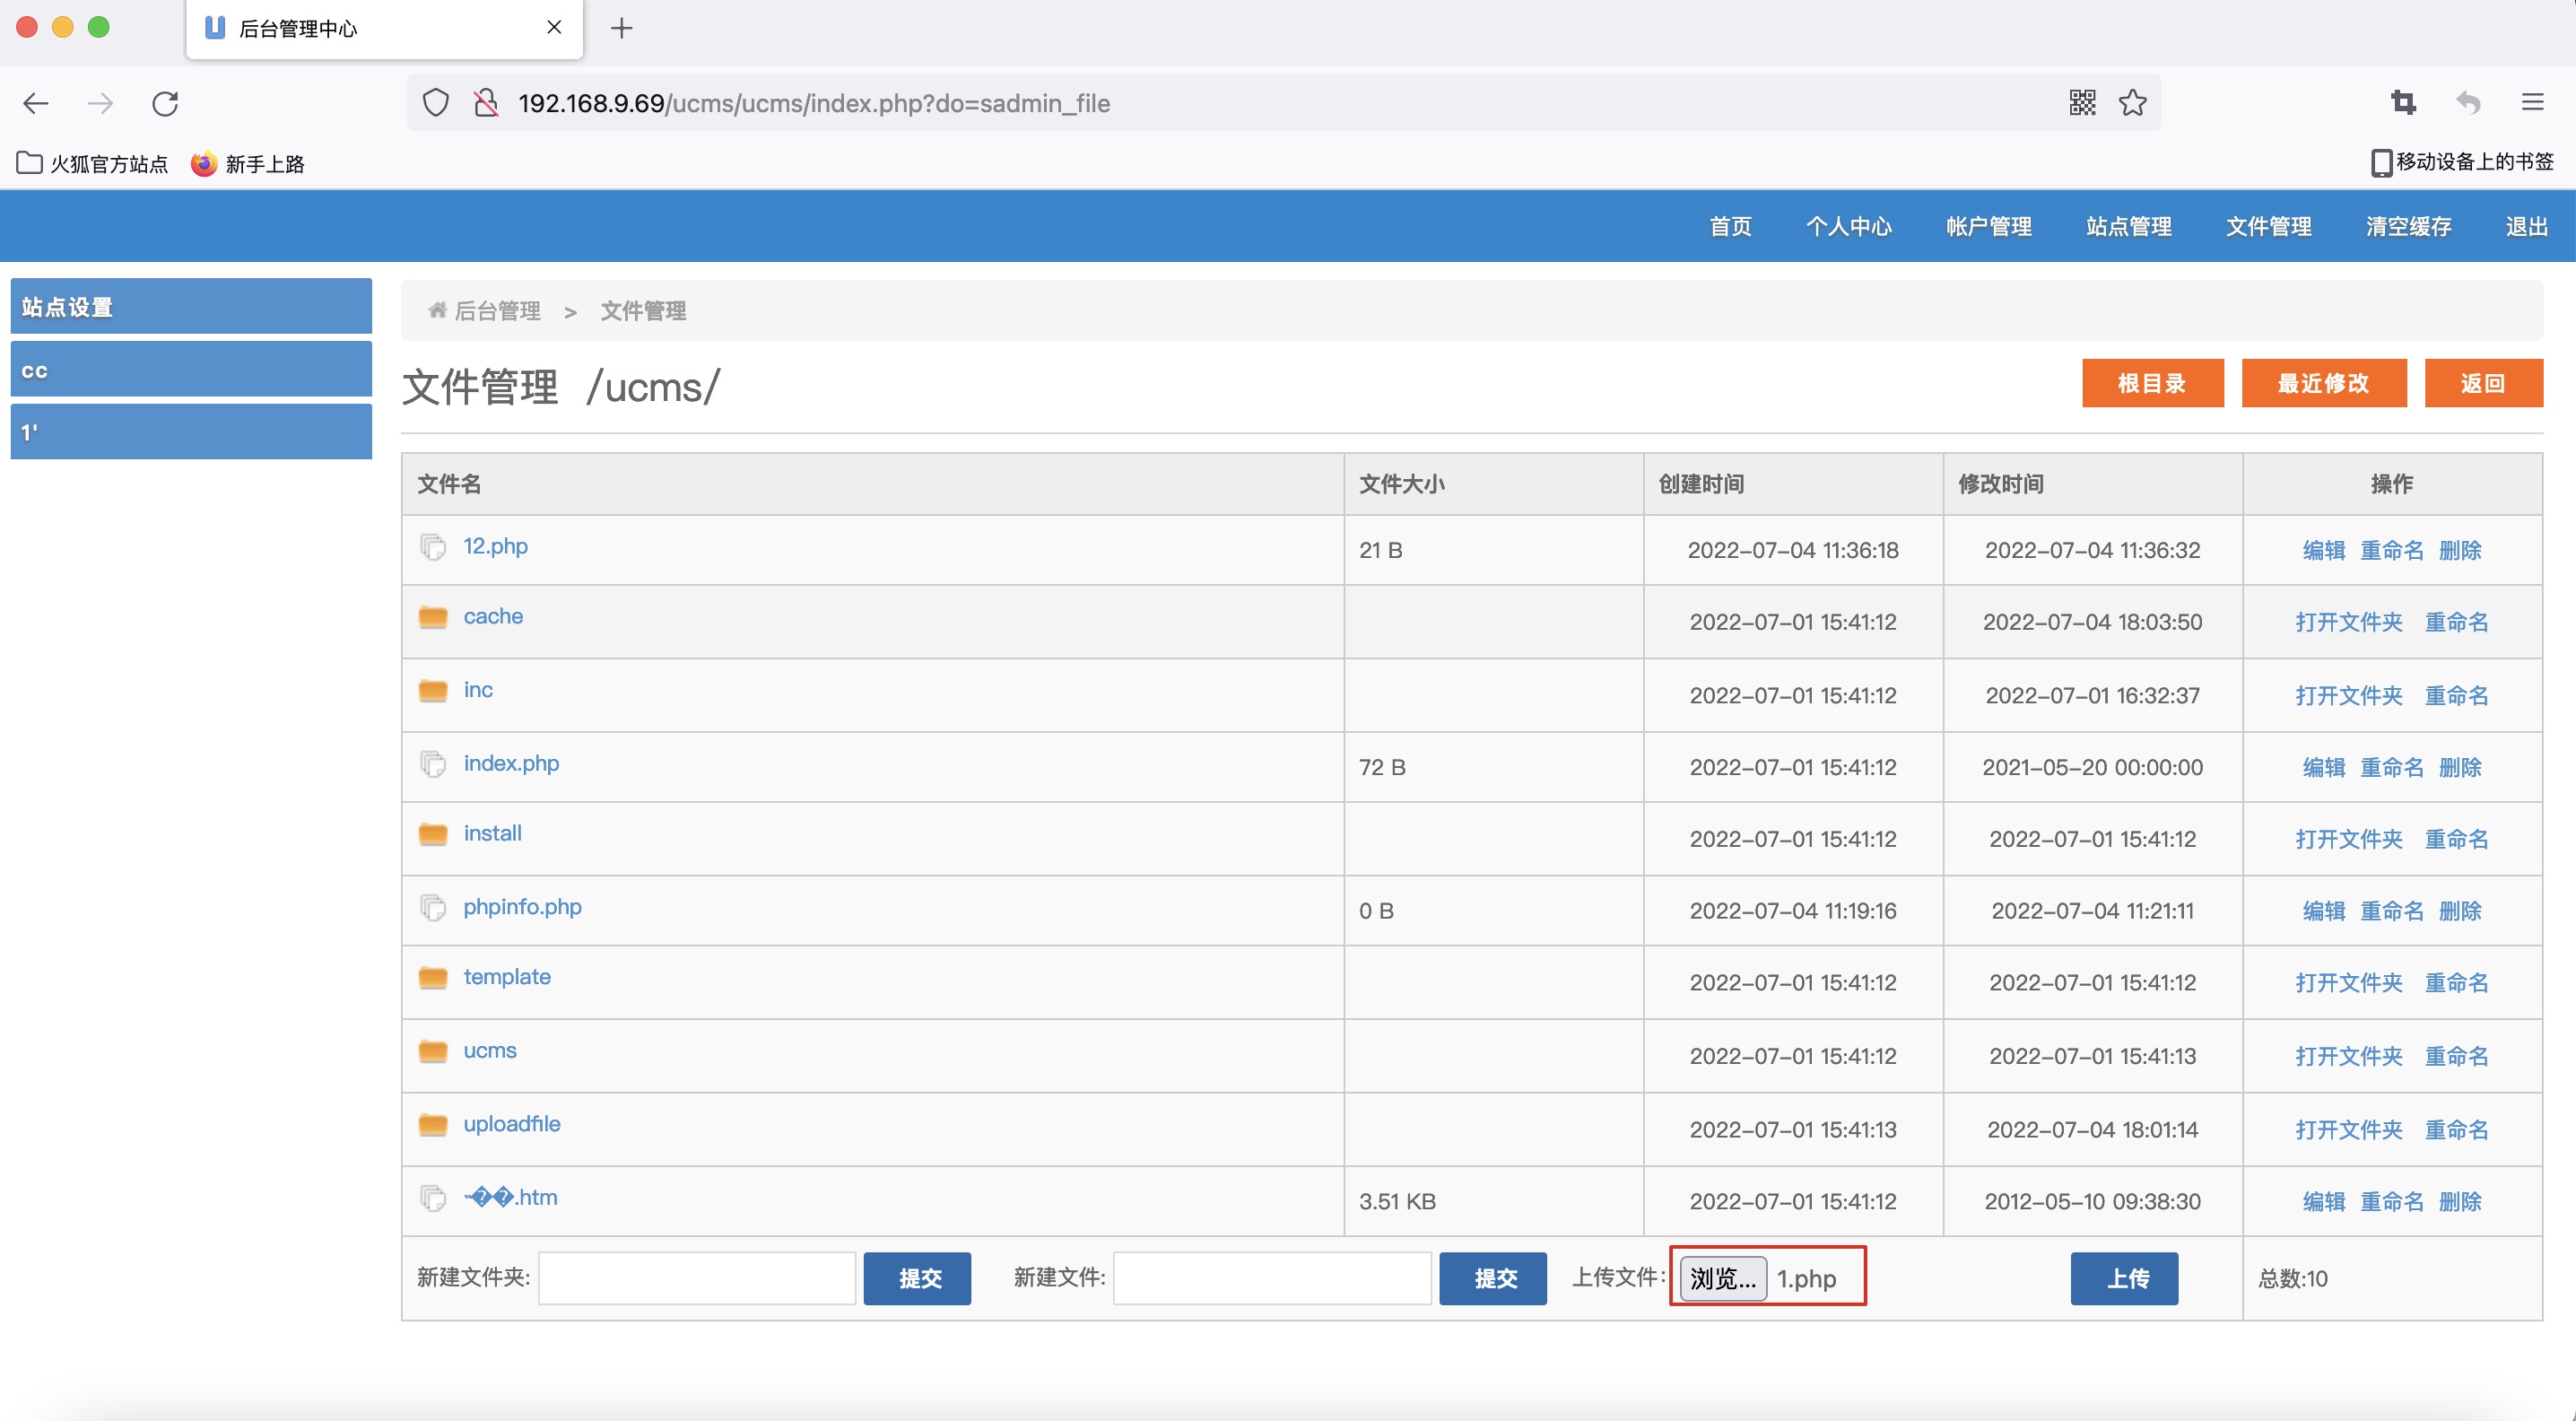 后台管理中心
192.168.9.69/ucms/ucms/index.php?do=sadmin_file
火狐官方站点 新手上路 移动设备上的书签
首页 个人中心 帐户管理 站点管理 文件管理 清空缓存 退出
站点设置
cc
1'
后台管理 > 文件管理
文件管理 /ucms/ 根目录 最近修改 返回
文件名 文件大小 创建时间 修改时间 操作
12.php 21 B 2022-07-04 11:36:18 2022-07-04 11:36:32 编辑 重命名 删除
cache 2022-07-01 15:41:12 2022-07-04 18:03:50 打开文件夹 重命名
inc 2022-07-01 15:41:12 2022-07-01 16:32:37 打开文件夹 重命名
index.php 72 B 2022-07-01 15:41:12 2021-05-20 00:00:00 编辑 重命名 删除
install 2022-07-01 15:41:12 2022-07-01 15:41:12 打开文件夹 重命名
phpinfo.php 0 B 2022-07-04 11:19:16 2022-07-04 11:21:11 编辑 重命名 删除
template 2022-07-01 15:41:12 2022-07-01 15:41:12 打开文件夹 重命名
ucms 2022-07-01 15:41:12 2022-07-01 15:41:13 打开文件夹 重命名
uploadfile 2022-07-01 15:41:13 2022-07-04 18:01:14 打开文件夹 重命名
��.htm 3.51 KB 2022-07-01 15:41:12 2012-05-10 09:38:30 编辑 重命名 删除
新建文件夹: 提交 新建文件: 提交 上传文件: 浏览... 1.php 上传 总数:10